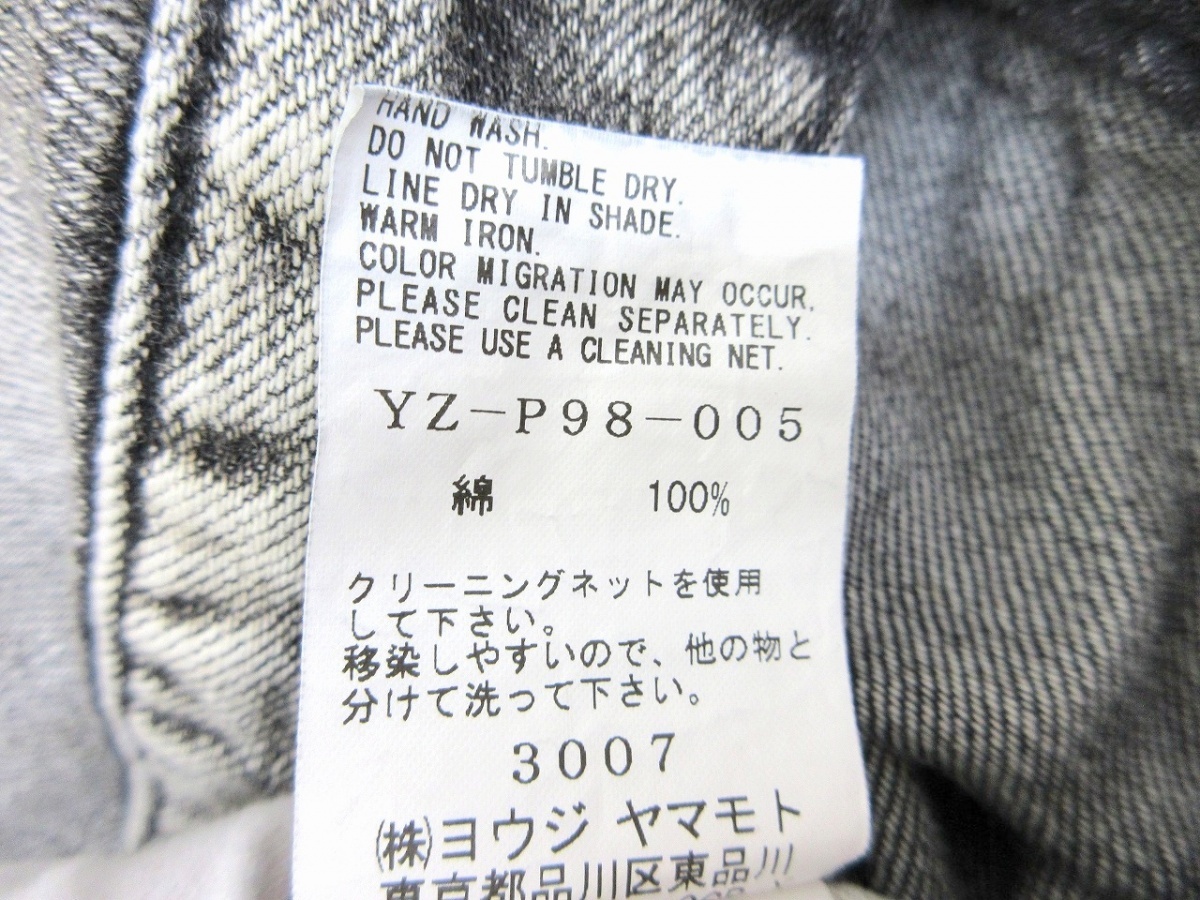 HAND WASH.
DO NOT TUMBLE DRY.
LINE DRY IN SHADE.
WARM IRON.
COLOR MIGRATION MAY OCCUR.
PLEASE CLEAN SEPARATELY.
PLEASE USE A CLEANING NET.
YZ-P98-005
綿 100%
クリーニングネットを使用
して下さい。
移染しやすいので、他の物と
分けて洗って下さい。
3007
㈱ヨウジ ヤマモト
東京都品川区東品川